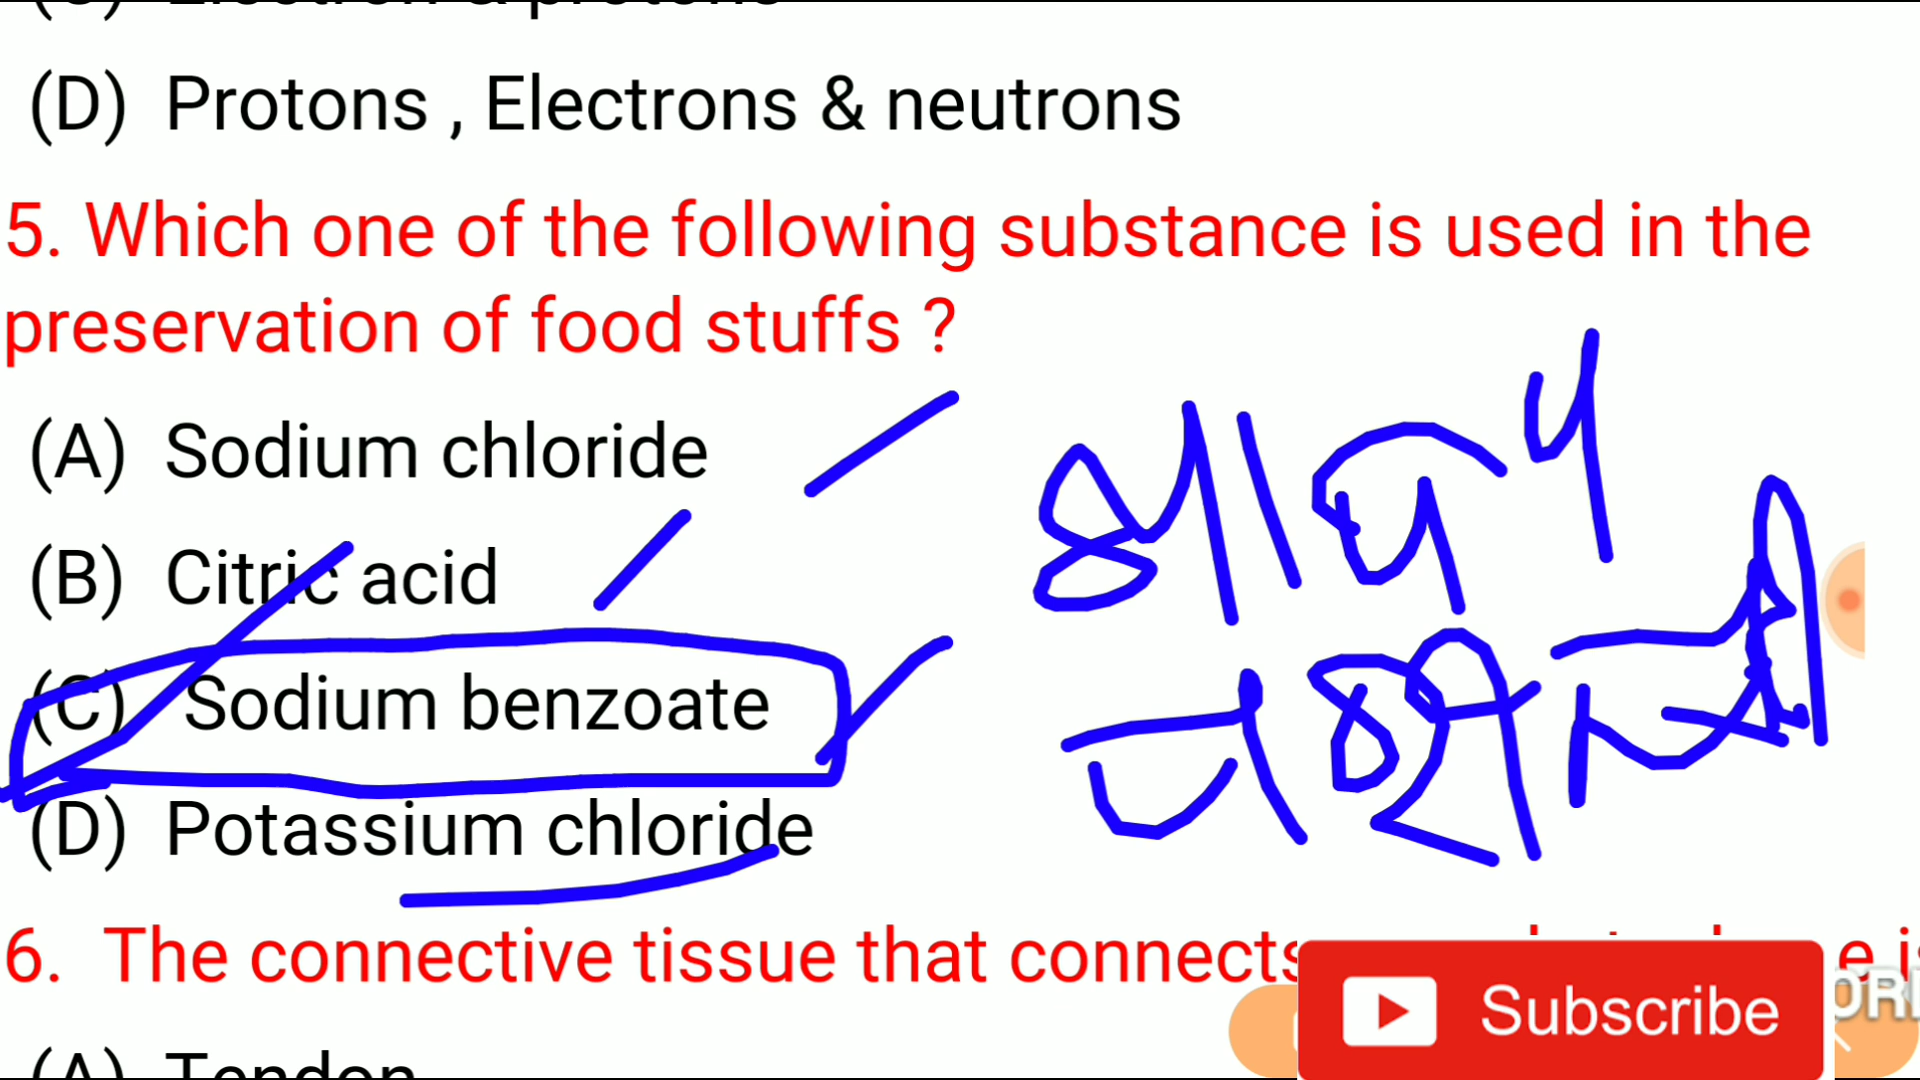 (D) Protons , Electrons & neutrons
5. Which one of the following substance is used in the
preservation of food stuffs ?
(A) Sodium chloride
(B) Citric acid
(C) Sodium benzoate
(D) Potassium chloride
6. The connective tissue that connects
Subscribe
(A) Tendon